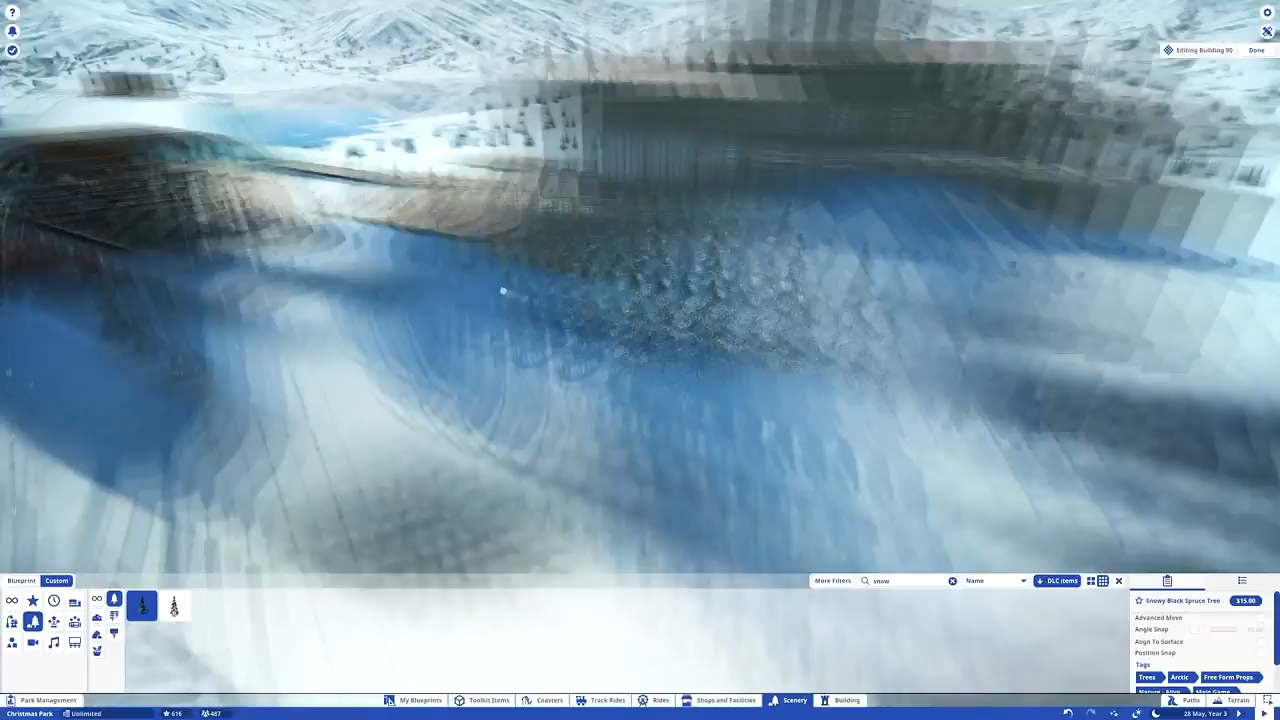 ?
Editing Building 90
Done
Blueprint
Custom
More Filters
snow
Name
DLC Items
Snowy Black Spruce Tree
$15.00
Advanced Move
Angle Snap
Align To Surface
Position Snap
Tags
Trees
Arctic
Free Form Props
Park Management
My Blueprints
Toolkit Items
Coasters
Track Rides
Rides
Shops and Facilities
Scenery
Building
Paths
Terrain
Christmas Park
Unlimited
616
487
28 May, Year 3